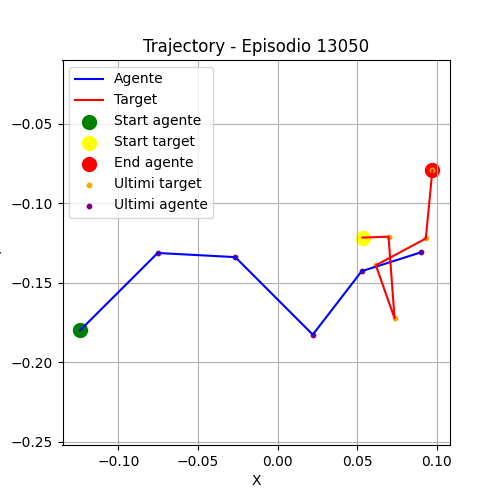 Trajectory - Episodio 13050
Agente
Target
Start agente
Start target
End agente
Ultimi target
Ultimi agente
−0.05
−0.10
−0.15
−0.20
−0.25
−0.10
−0.05
0.00
0.05
0.10
X